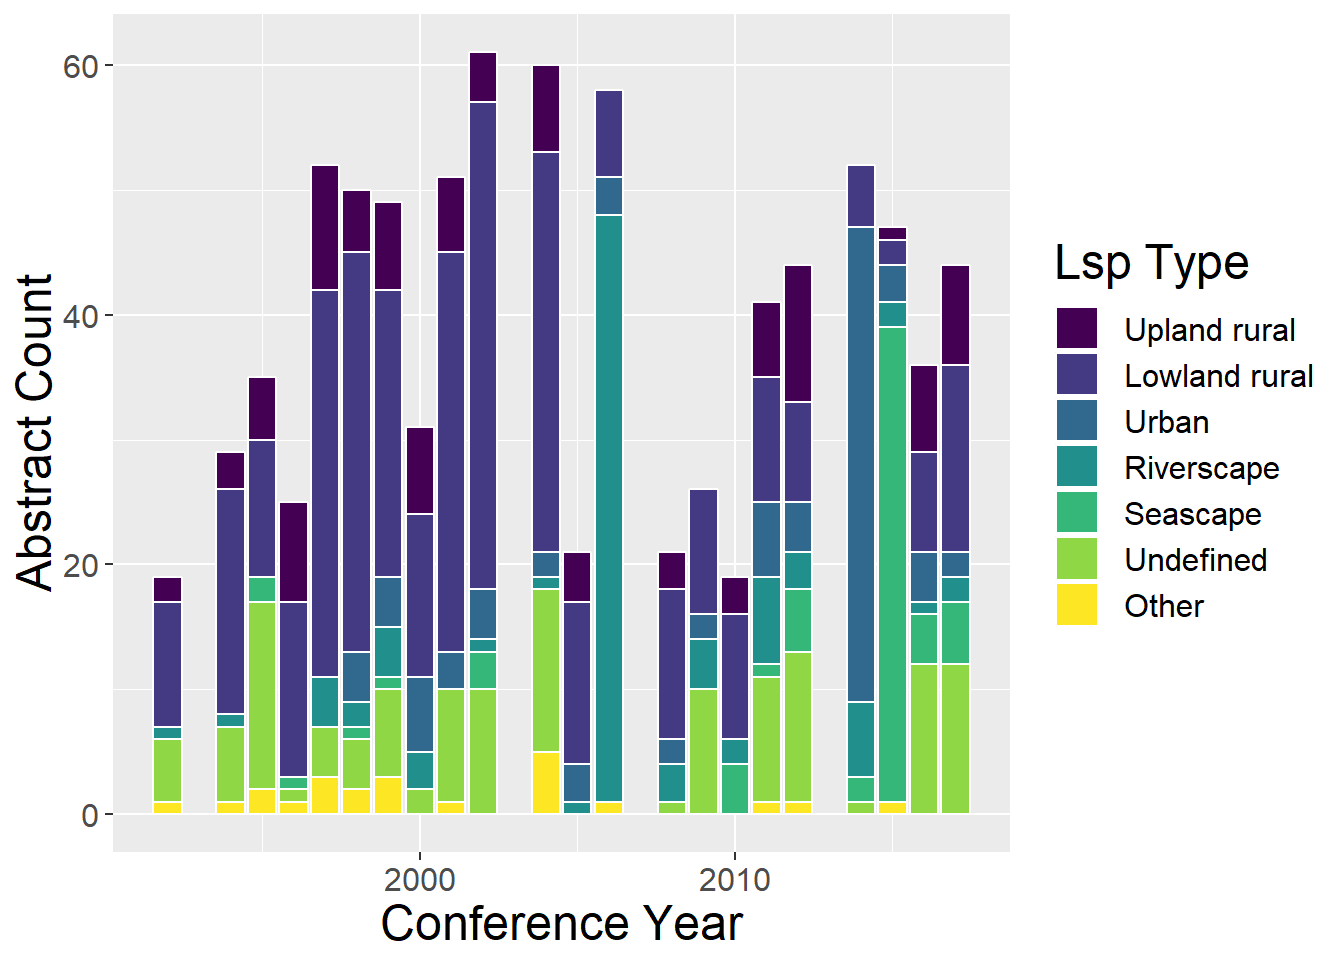 60
40
20
0
Abstract Count
2000
2010
Conference Year
Lsp Type
Upland rural
Lowland rural
Urban
Riverscape
Seascape
Undefined
Other